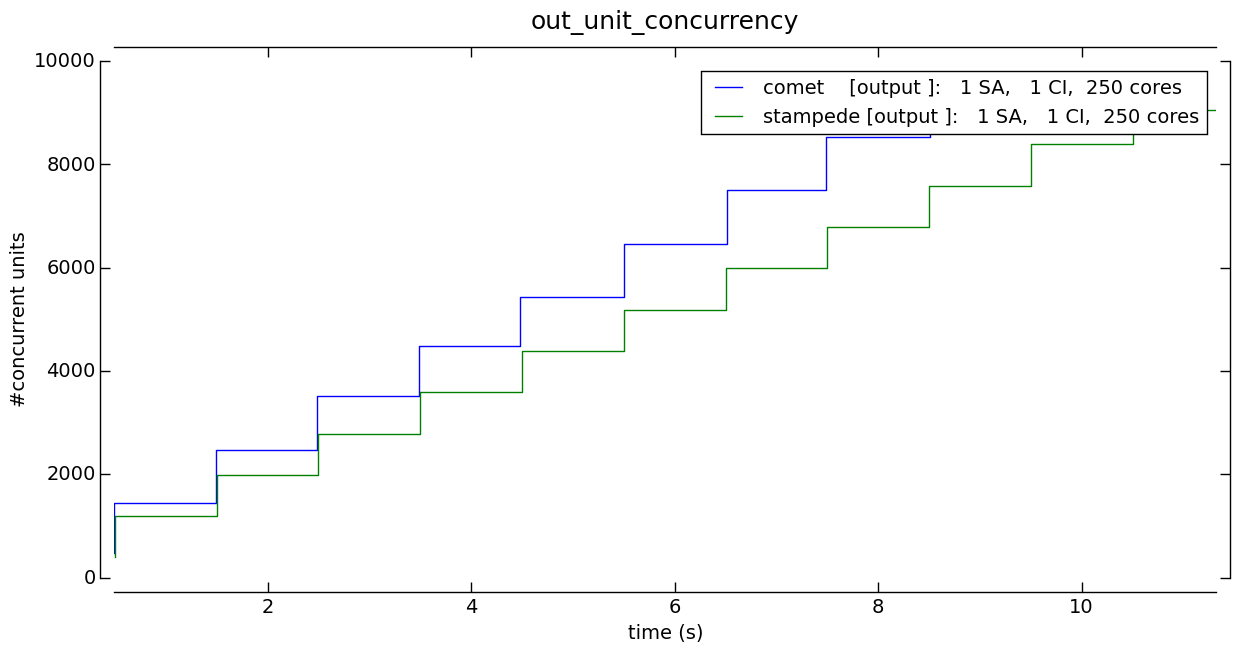 out_unit_concurrency
10000
8000
6000
4000
2000
0
#concurrent units
comet    [output ]:   1 SA,   1 CI,  250 cores
stampede [output ]:   1 SA,   1 CI,  250 cores
2 4 6 8 10
time (s)